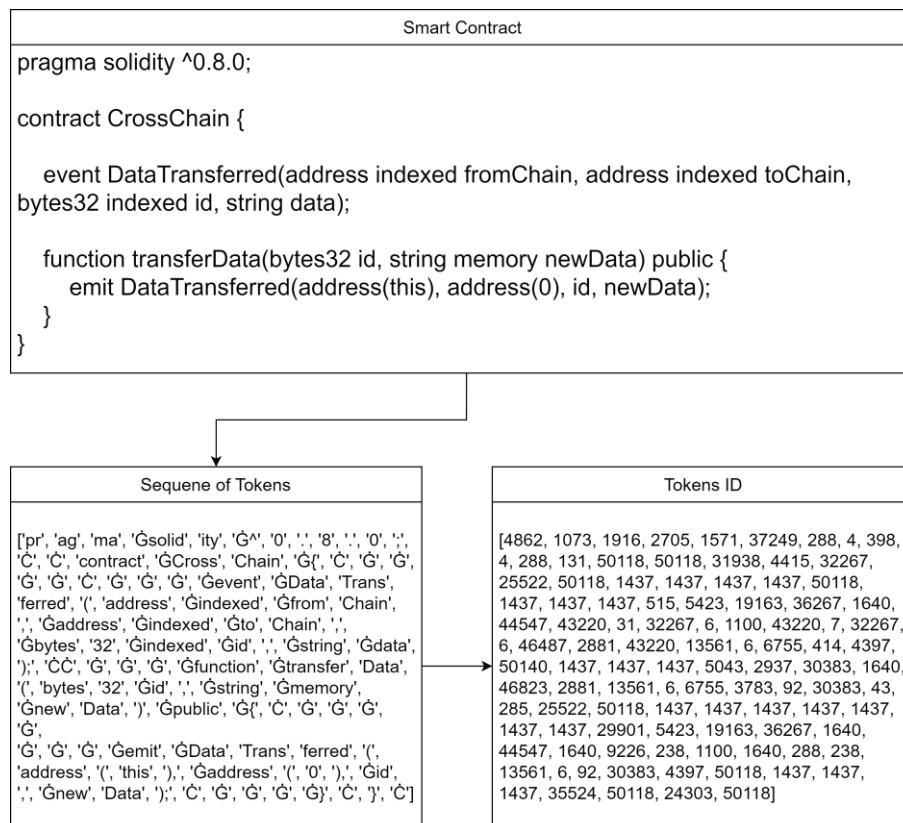 Smart Contract
pragma solidity ^0.8.0;
contract CrossChain {
event DataTransferred(address indexed fromChain, address indexed toChain,
bytes32 indexed id, string data);
function transferData(bytes32 id, string memory newData) public {
emit DataTransferred(address(this), address(0), id, newData);
}
}
Sequene of Tokens
['pr', 'ag', 'ma', 'Ġsolid', 'ity', 'Ġ^', '0', '.', '8', '.', '0', ';',
'Ċ', 'Ċ', 'contract', 'ĠCross', 'Chain', 'Ġ{', 'Ċ', 'Ġ', 'Ġ',
'Ġ', 'Ġ', 'Ċ', 'Ġ', 'Ġ', 'Ġ', 'Ġevent', 'ĠData', 'Trans',
'ferred', '(', 'address', 'Ġindexed', 'Ġfrom', 'Chain',
',', 'Ġaddress', 'Ġindexed', 'Ġto', 'Chain', ',',
'Ġbytes', '32', 'Ġindexed', 'Ġid', ',', 'Ġstring', 'Ġdata',
');', 'ĊĊ', 'Ġ', 'Ġ', 'Ġ', 'Ġfunction', 'Ġtransfer', 'Data',
'(', 'bytes', '32', 'Ġid', ',', 'Ġstring', 'Ġmemory',
'Ġnew', 'Data', ')', 'Ġpublic', 'Ġ{', 'Ċ', 'Ġ', 'Ġ', 'Ġ',
'Ġ',
'Ġ', 'Ġ', 'Ġ', 'Ġemit', 'ĠData', 'Trans', 'ferred', '(',
'address', '(', 'this', '),', 'Ġaddress', '(', '0', '),', 'Ġid',
',', 'Ġnew', 'Data', ');', 'Ċ', 'Ġ', 'Ġ', 'Ġ', 'Ġ}', 'Ċ', '}', 'Ċ']
Tokens ID
[4862, 1073, 1916, 2705, 1571, 37249, 288, 4, 398,
4, 288, 131, 50118, 50118, 31938, 4415, 32267,
25522, 50118, 1437, 1437, 1437, 1437, 50118,
1437, 1437, 1437, 515, 5423, 19163, 36267, 1640,
44547, 43220, 31, 32267, 6, 1100, 43220, 7, 32267,
6, 46487, 2881, 43220, 13561, 6, 6755, 414, 4397,
50140, 1437, 1437, 1437, 5043, 2937, 30383, 1640,
46823, 2881, 13561, 6, 6755, 3783, 92, 30383, 43,
285, 25522, 50118, 1437, 1437, 1437, 1437, 1437,
1437, 1437, 29901, 5423, 19163, 36267, 1640,
44547, 1640, 9226, 238, 1100, 1640, 288, 238,
13561, 6, 92, 30383, 4397, 50118, 1437, 1437,
1437, 35524, 50118, 24303, 50118]